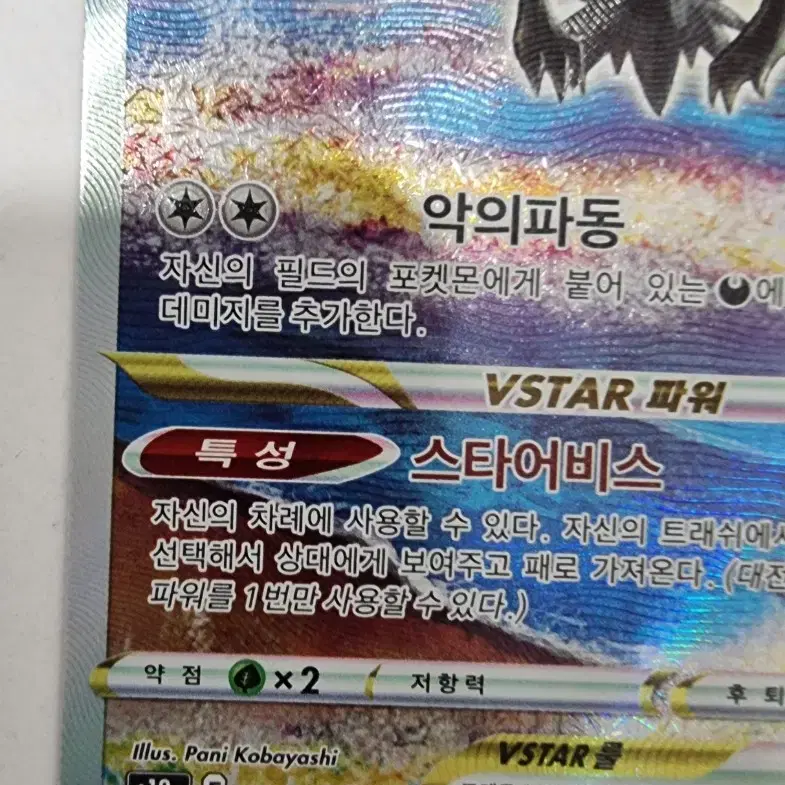 악의파동
자신의 필드의 포켓몬에게 붙어 있는 에
데미지를 추가한다.
VSTAR 파워
특성 스타어비스
자신의 차례에 사용할 수 있다. 자신의 트래쉬에서
선택해서 상대에게 보여주고 패로 가져온다. (대전
파워를 1번만 사용할 수 있다.)
약점 ×2 저항력 후퇴
Illus. Pani Kobayashi VSTAR 룰